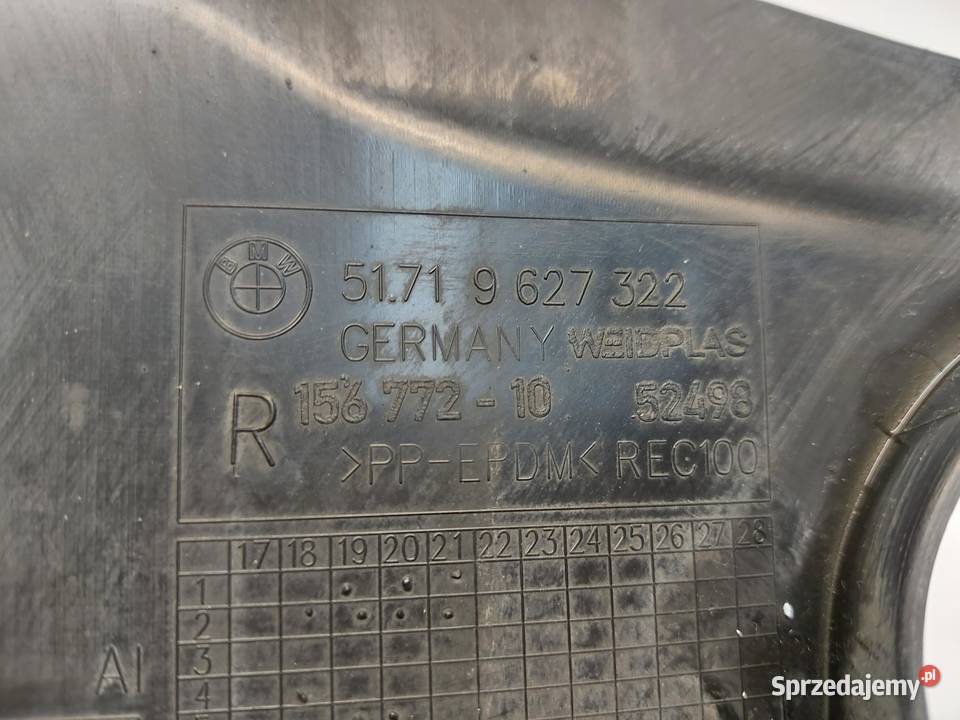 BMW 51.71 9 627 322
GERMANY WEIDPLAS
R 156 772-10 52498
>PP-EPDM< REC100
17 18 19 20 21 22 23 24 25 26 27 28
1
2
3
4
AI
Sprzedajemy.pl